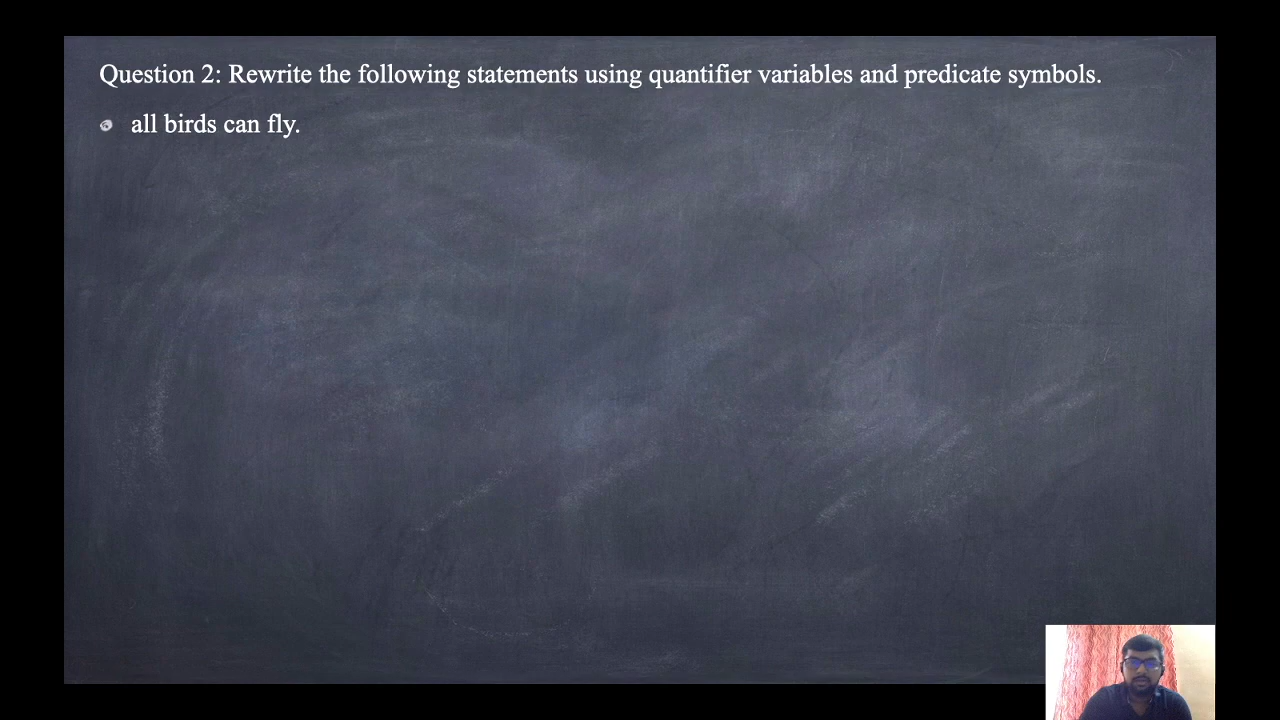 Question 2: Rewrite the following statements using quantifier variables and predicate symbols.
all birds can fly.